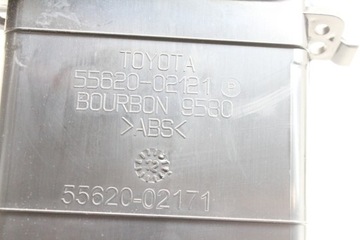 TOYOTA
55620-02121 P
BOURBON 9530
>ABS<
55620-02171